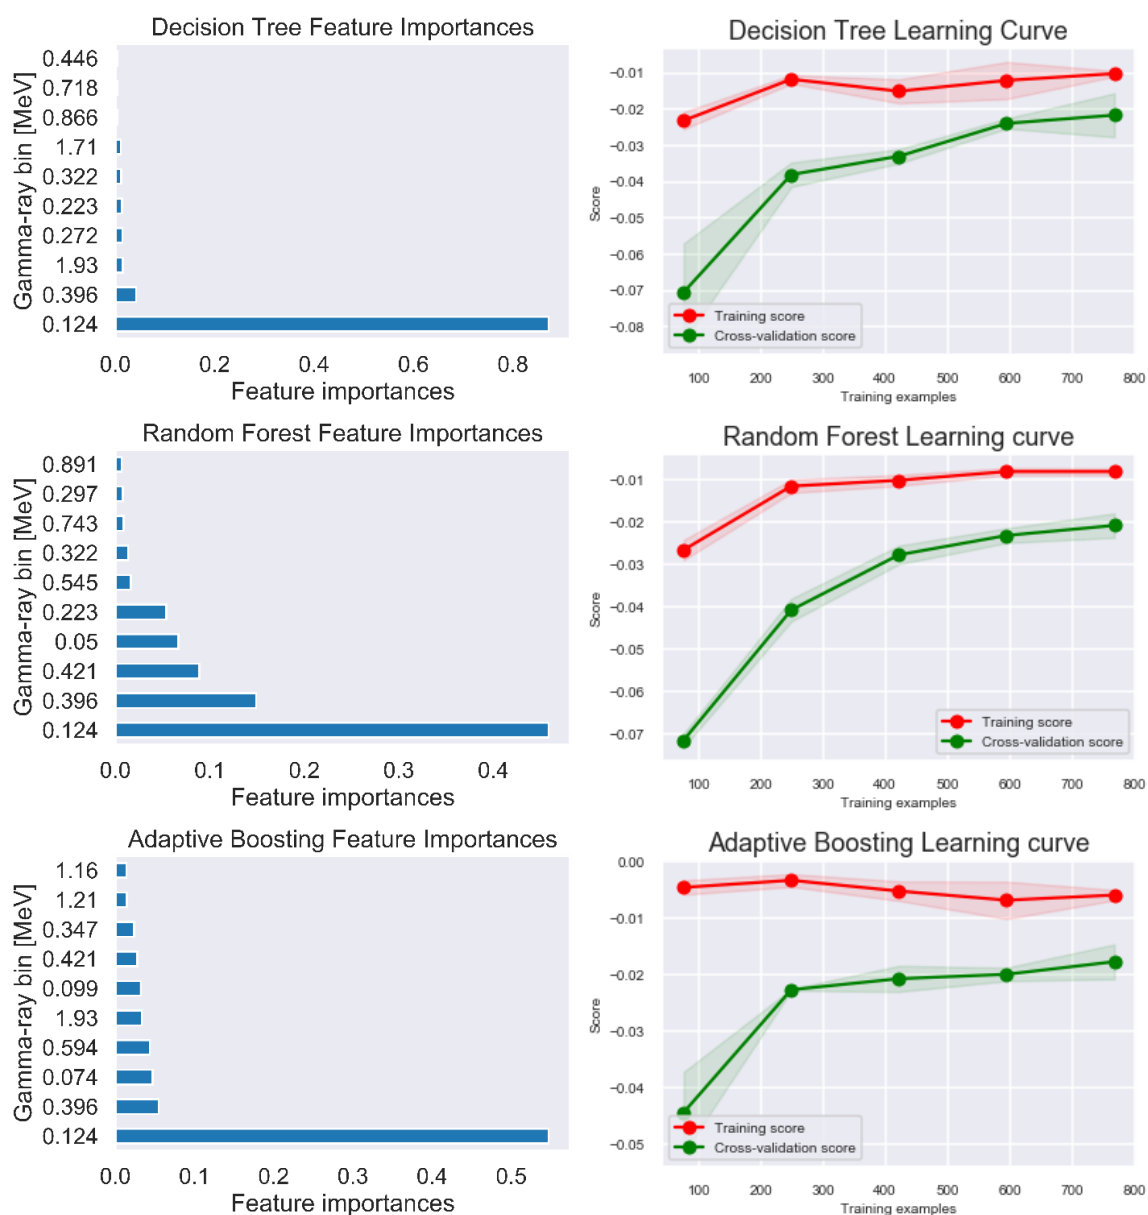 Decision Tree Feature Importances
Gamma-ray bin [MeV]
0.446
0.718
0.866
1.71
0.322
0.223
0.272
1.93
0.396
0.124
0.0 0.2 0.4 0.6 0.8
Feature importances
Decision Tree Learning Curve
Score
−0.01
−0.02
−0.03
−0.04
−0.05
−0.06
−0.07
−0.08
Training score
Cross-validation score
100 200 300 400 500 600 700 800
Training examples
Random Forest Feature Importances
Gamma-ray bin [MeV]
0.891
0.297
0.743
0.322
0.545
0.223
0.05
0.421
0.396
0.124
0.0 0.1 0.2 0.3 0.4
Feature importances
Random Forest Learning curve
Score
−0.01
−0.02
−0.03
−0.04
−0.05
−0.06
−0.07
Training score
Cross-validation score
100 200 300 400 500 600 700 800
Training examples
Adaptive Boosting Feature Importances
Gamma-ray bin [MeV]
1.16
1.21
0.347
0.421
0.099
1.93
0.594
0.074
0.396
0.124
0.0 0.1 0.2 0.3 0.4 0.5
Feature importances
Adaptive Boosting Learning curve
Score
0.00
−0.01
−0.02
−0.03
−0.04
−0.05
Training score
Cross-validation score
100 200 300 400 500 600 700 800
Training examples